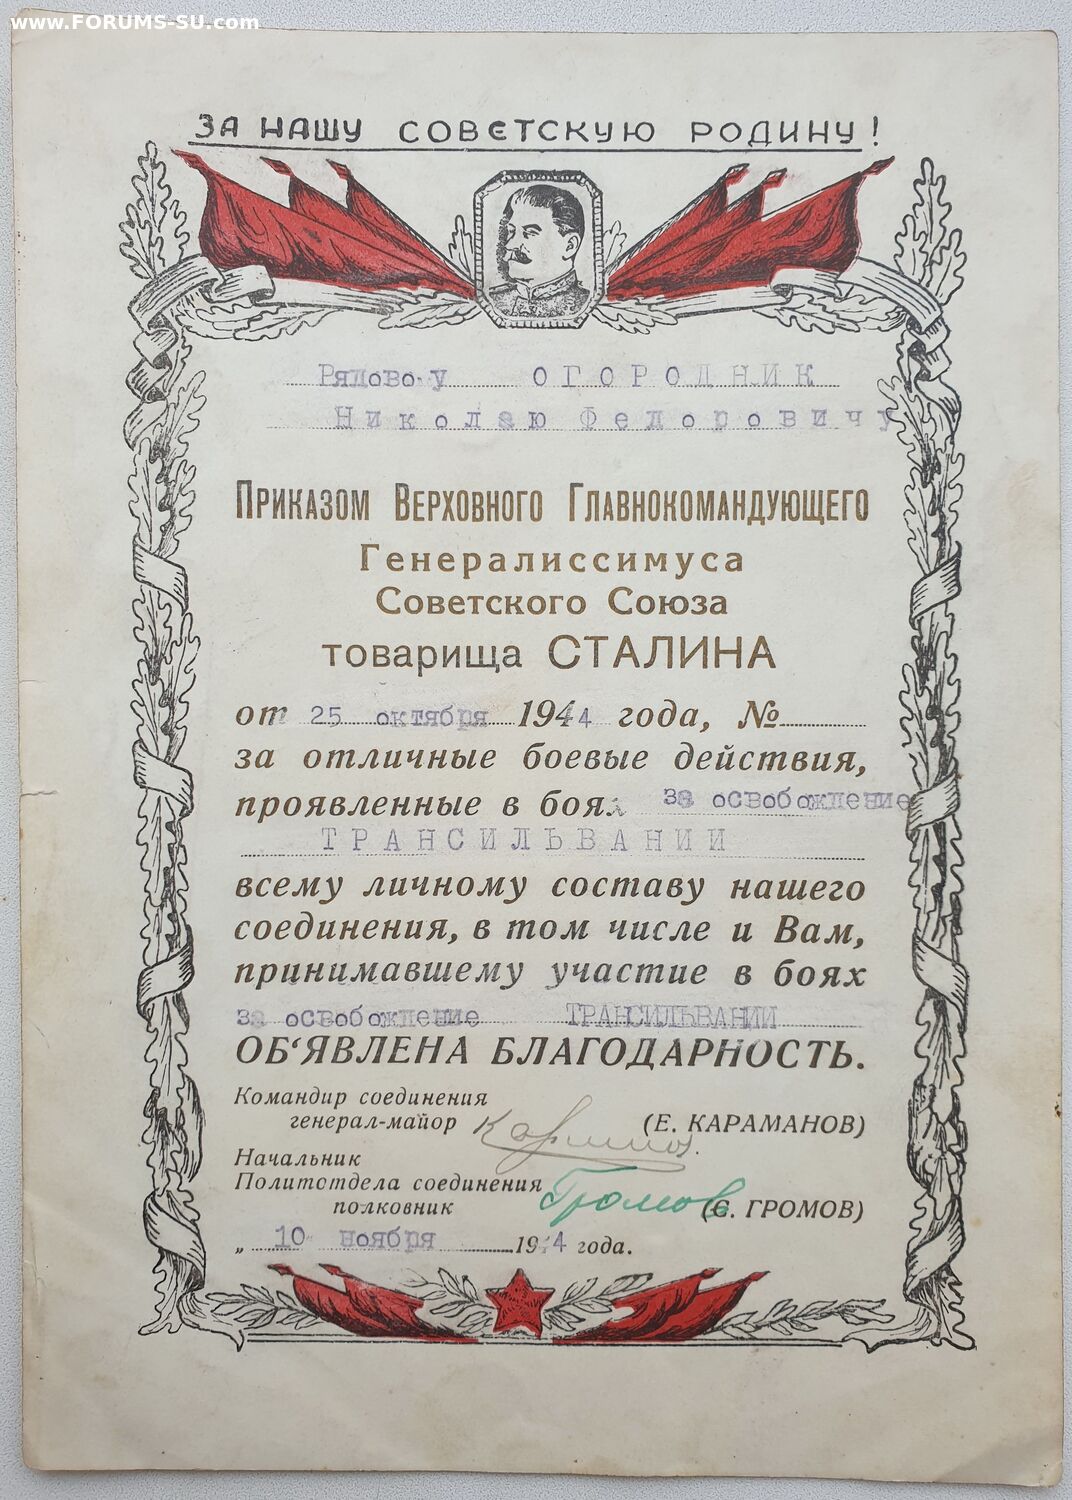 www.FORUMS-SU.com
ЗА НАШУ СОВЕТСКУЮ РОДИНУ!
Рядовому ОГОРОДНИК
Николаю Федоровичу
ПРИКАЗОМ ВЕРХОВНОГО ГЛАВНОКОМАНДУЮЩЕГО
Генералиссимуса
Советского Союза
товарища СТАЛИНА
от 25 октября 1944 года, №
за отличные боевые действия,
проявленные в боях за освобождение
ТРАНСИЛЬВАНИИ
всему личному составу нашего
соединения, в том числе и Вам,
принимавшему участие в боях
за освобождение ТРАНСИЛЬВАНИИ
ОБ‘ЯВЛЕНА БЛАГОДАРНОСТЬ.
Командир соединения
генерал-майор (Е. КАРАМАНОВ)
Начальник
Политотдела соединения
полковник Громов (С. ГРОМОВ)
„ 10 ноября 1944 года.